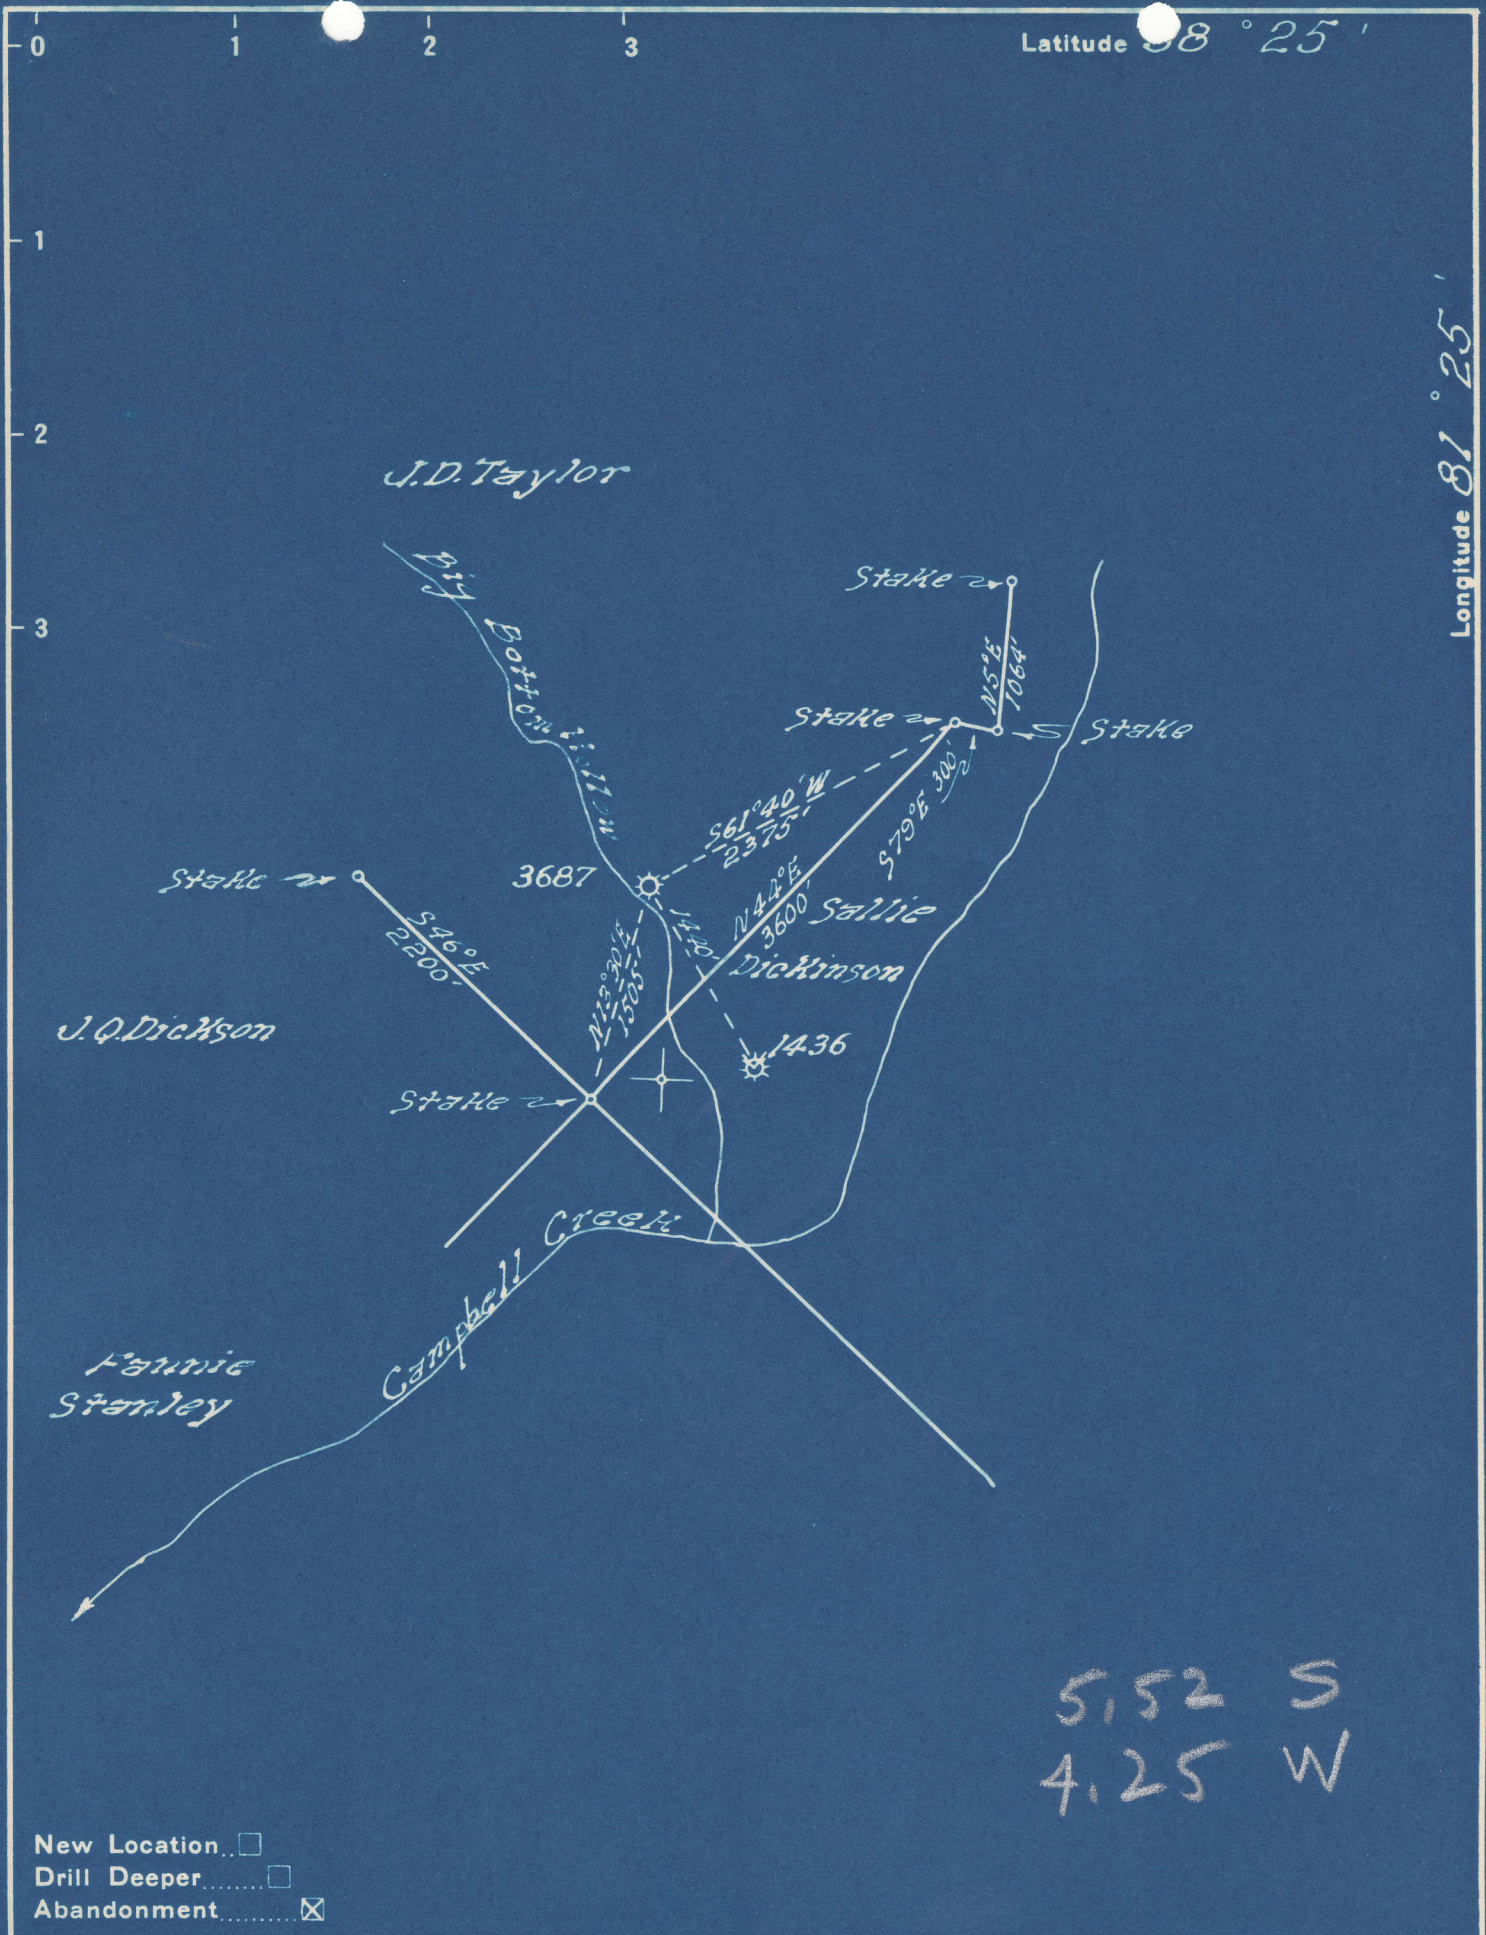 0 1 2 3
Latitude 38 ° 25 '
1
2
3
Longitude 81 ° 25 '
J.D. Taylor
Big Bottom Hollow
Stake
N5°E
1064'
Stake
Stake
S79°E 300'
S61°40'W
2375'
3687
Stake
S46°E
2200'
N13°30'E
1505'
1440'
N44°E
3600'
Sallie
Dickinson
J.Q. Dickson
1436
Stake
Campbell Creek
Fannie
Stanley
5.52 S
4.25 W
New Location
Drill Deeper
Abandonment X